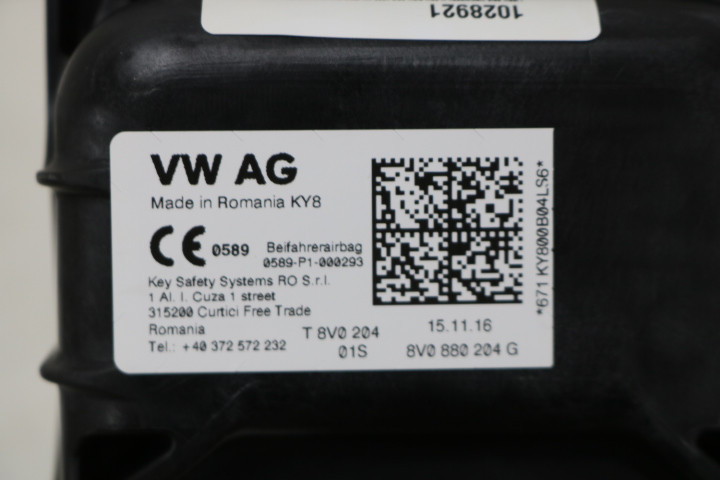 1028921
VW AG
Made in Romania KY8
CE 0589 Beifahrerairbag
0589-P1-000293
Key Safety Systems RO S.r.l.
1 Al. I. Cuza 1 street
315200 Curtici Free Trade
Romania
Tel.: +40 372 572 232
T 8V0 204
01S
15.11.16
8V0 880 204 G
*671 KY800B04LS6*